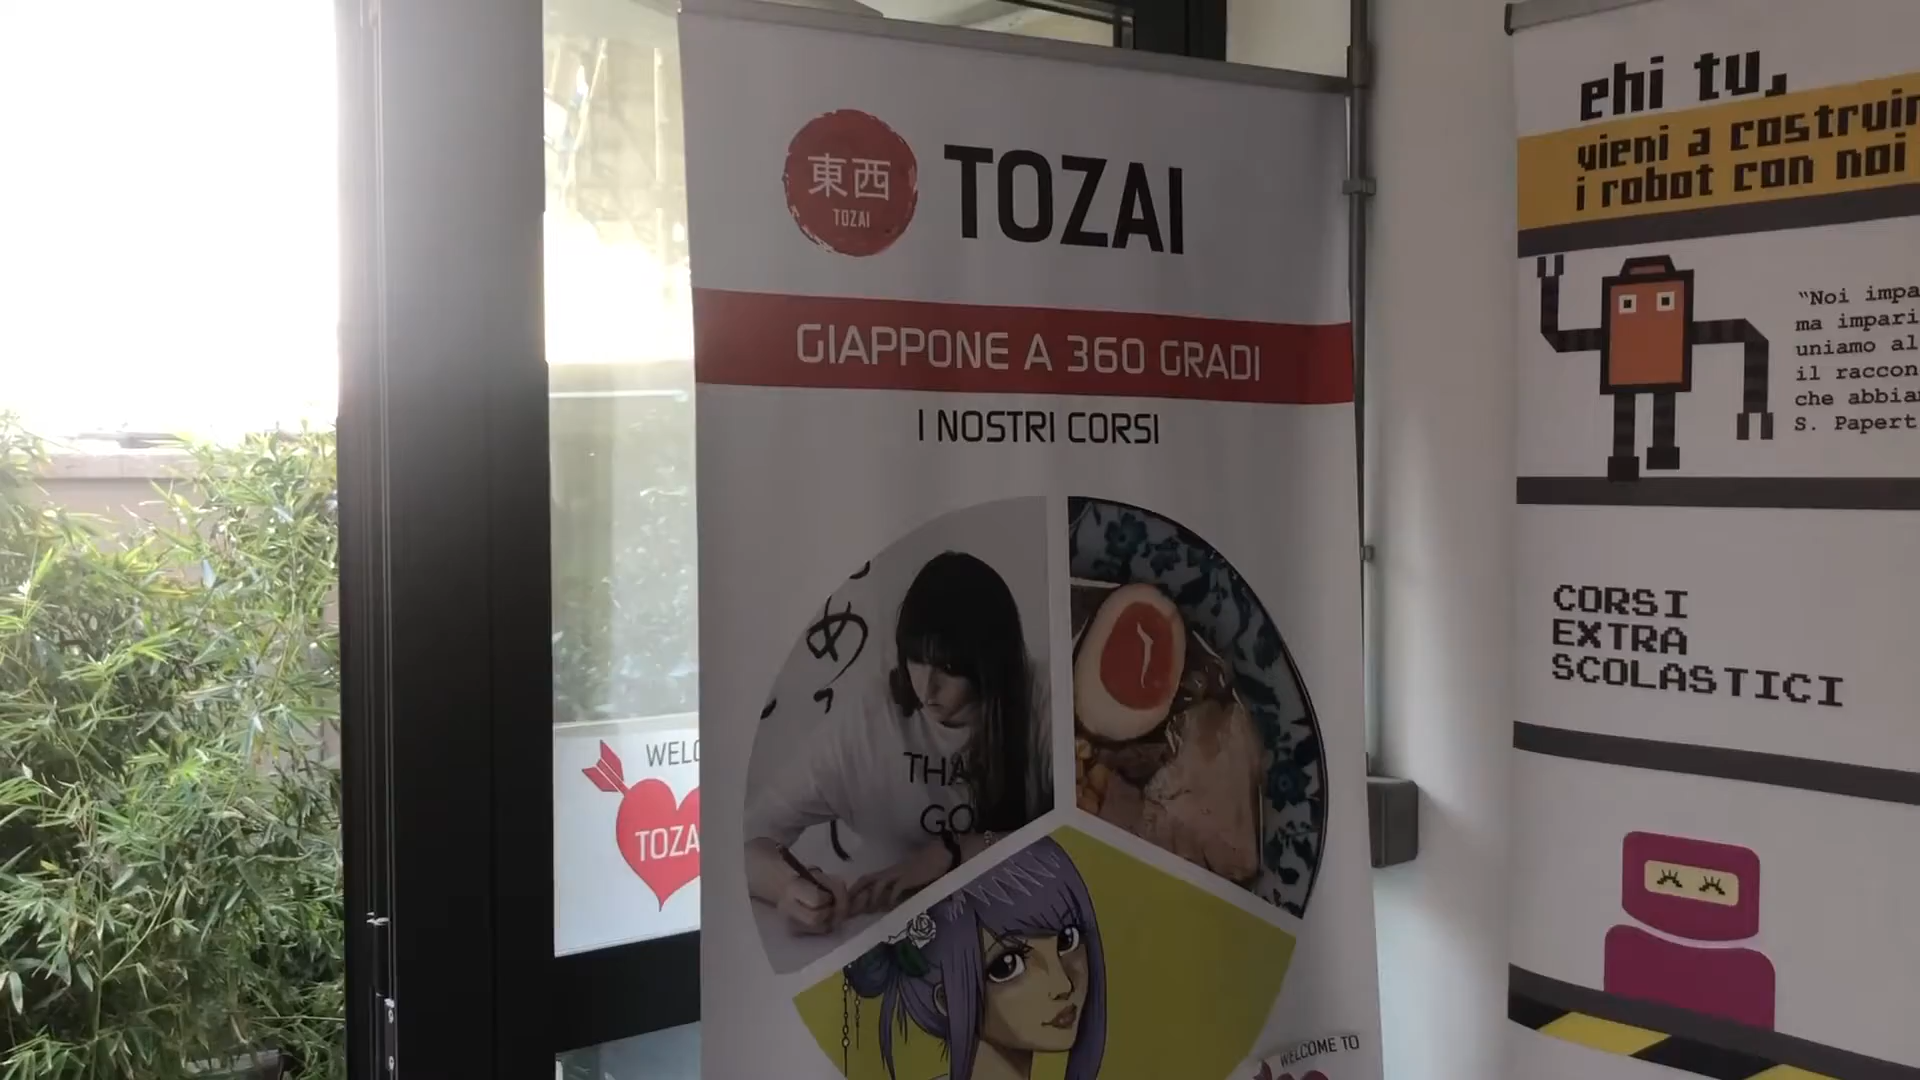 東西
TOZAI
TOZAI
GIAPPONE A 360 GRADI
I NOSTRI CORSI
め
THA
GO
WELC
TOZA
WELCOME TO
ehi tu,
vieni a costruir
i robot con noi
“Noi impa
ma impari
uniamo al
il raccon
che abbia
S. Papert
CORSI
EXTRA
SCOLASTICI